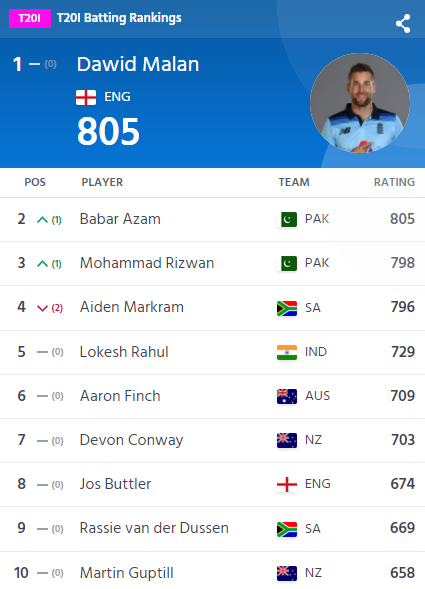 T20I T20I Batting Rankings
1 — (0) Dawid Malan
ENG
805
POS PLAYER TEAM RATING
2 (1) Babar Azam PAK 805
3 (1) Mohammad Rizwan PAK 798
4 (2) Aiden Markram SA 796
5 — (0) Lokesh Rahul IND 729
6 — (0) Aaron Finch AUS 709
7 — (0) Devon Conway NZ 703
8 — (0) Jos Buttler ENG 674
9 — (0) Rassie van der Dussen SA 669
10 — (0) Martin Guptill NZ 658